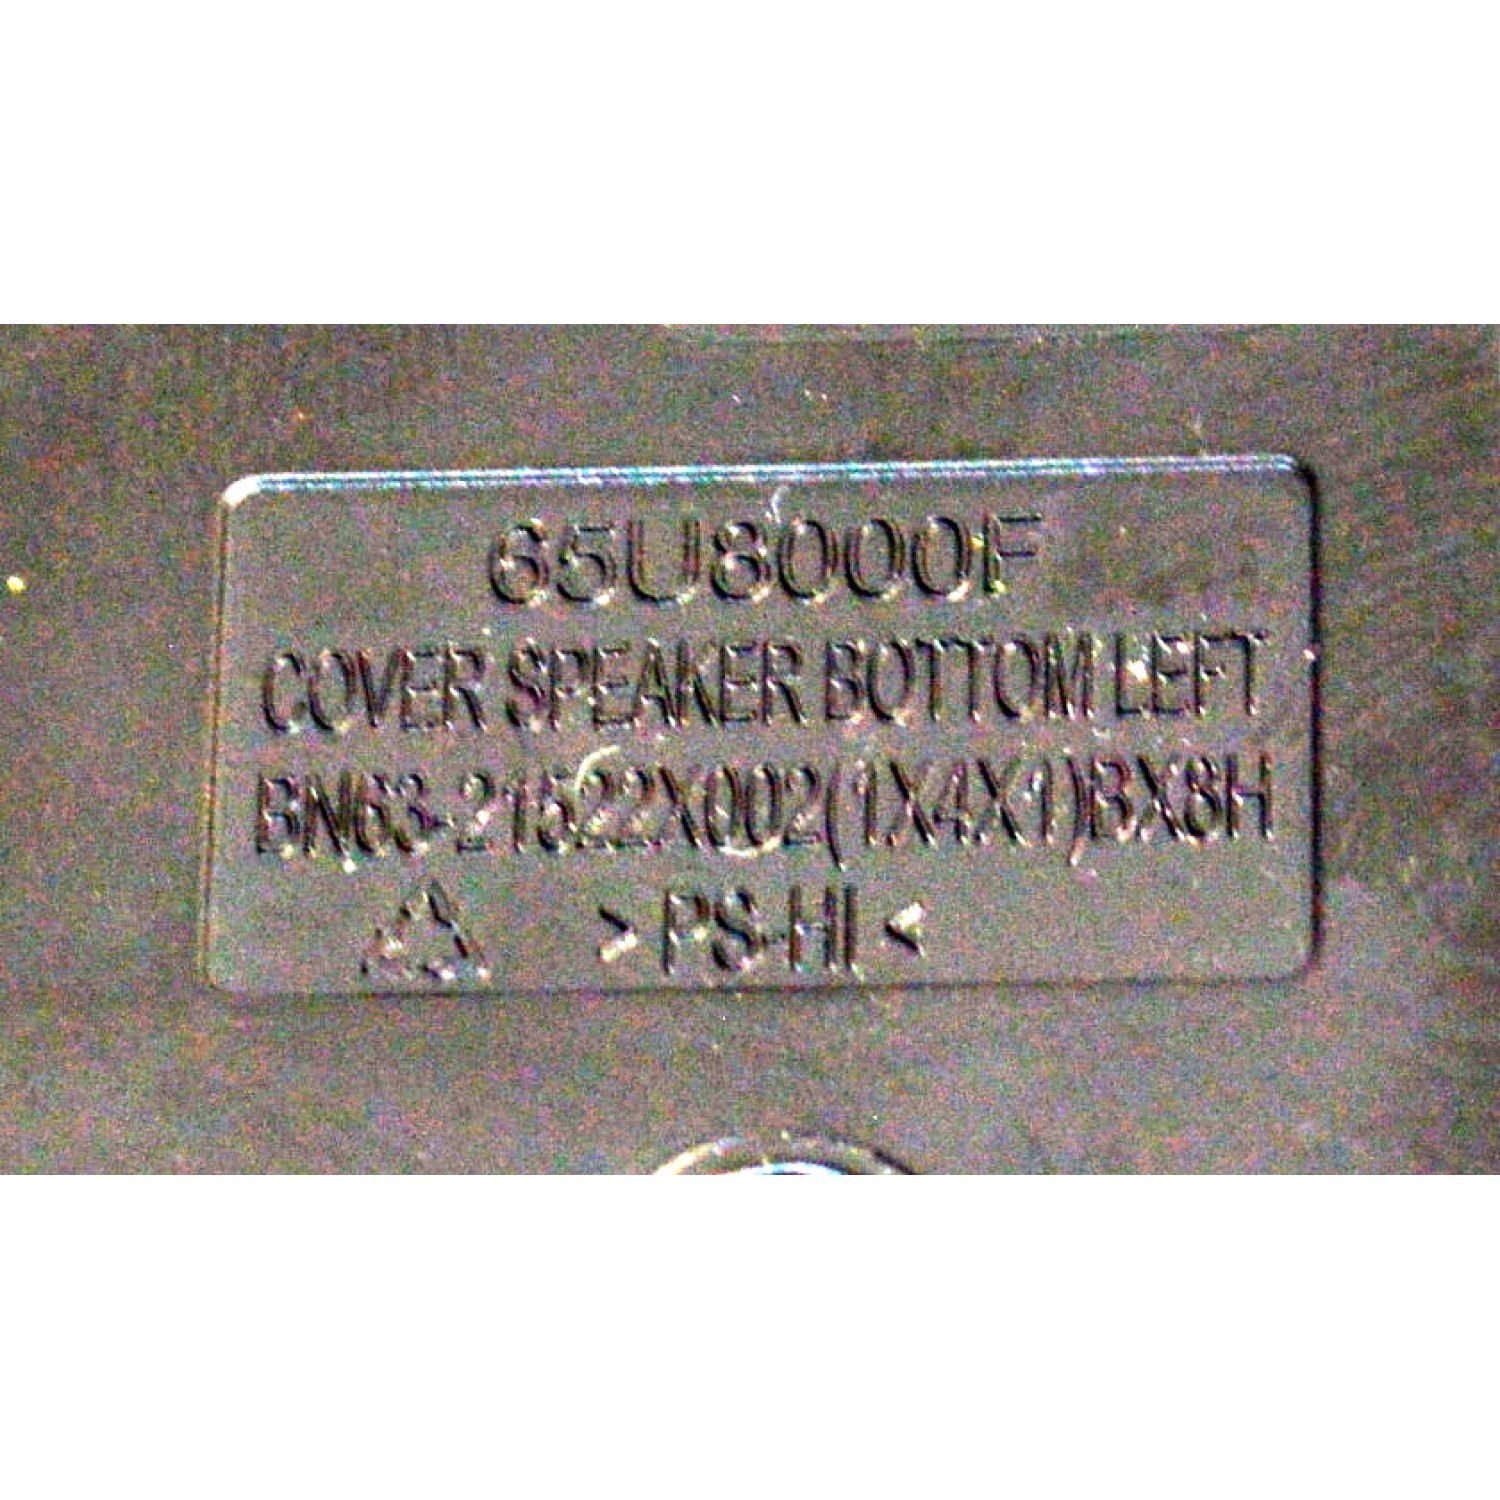 65U8000F
COVER SPEAKER BOTTOM LEFT
BN63-21522X002(1X4X1)BX8H
>PS-HI<